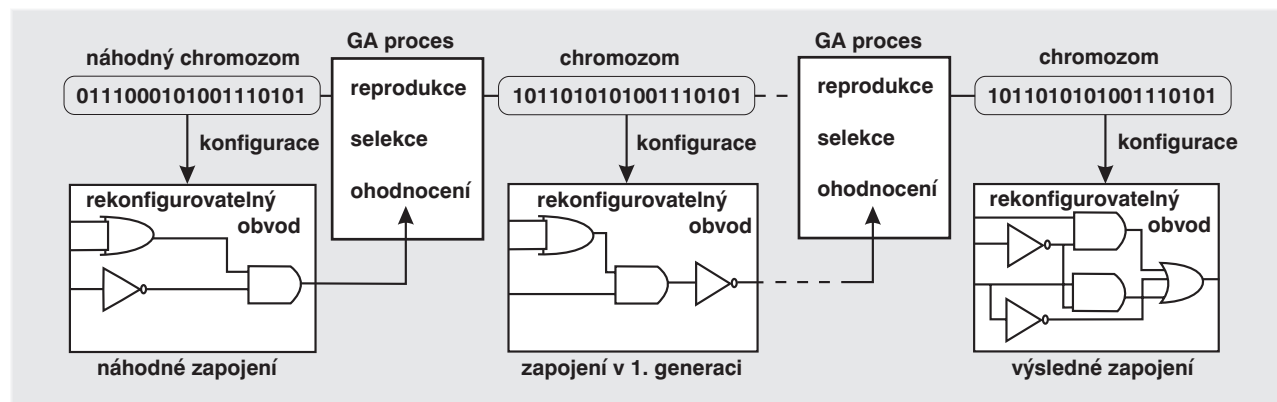 náhodný chromozom
0111000101001110101
konfigurace
rekonfigurovatelný
obvod
náhodné zapojení
GA proces
reprodukce
selekce
ohodnocení
chromozom
1011010101001110101
konfigurace
rekonfigurovatelný
obvod
zapojení v 1. generaci
GA proces
reprodukce
selekce
ohodnocení
chromozom
1011010101001110101
konfigurace
rekonfigurovatelný
obvod
výsledné zapojení